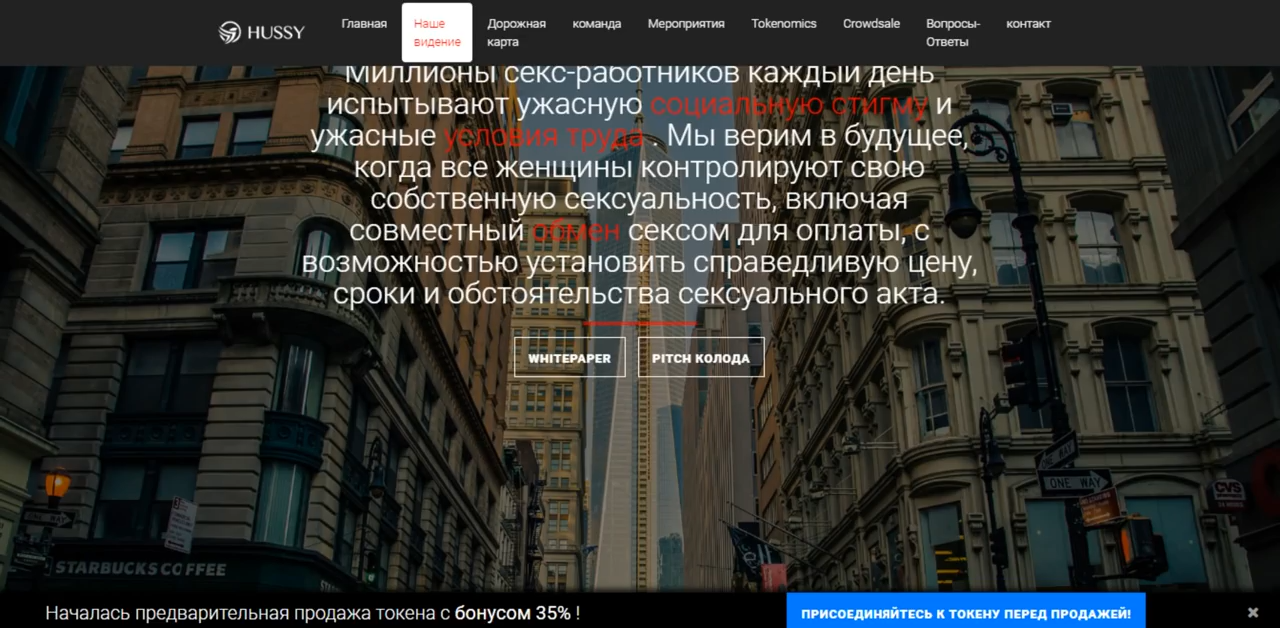 HUSSY
Главная
Наше
видение
Дорожная
карта
команда
Мероприятия
Tokenomics
Crowdsale
Вопросы-
Ответы
контакт
Миллионы секс-работников каждый день
испытывают ужасную социальную стигму и
ужасные условия труда . Мы верим в будущее,
когда все женщины контролируют свою
собственную сексуальность, включая
совместный обмен сексом для оплаты, с
возможностью установить справедливую цену,
сроки и обстоятельства сексуального акта.
WHITEPAPER
PITCH КОЛОДА
ONE WAY
ONE WAY
CVS
STARBUCKS COFFEE
Началась предварительная продажа токена с бонусом 35% !
ПРИСОЕДИНЯЙТЕСЬ К ТОКЕНУ ПЕРЕД ПРОДАЖЕЙ!
×